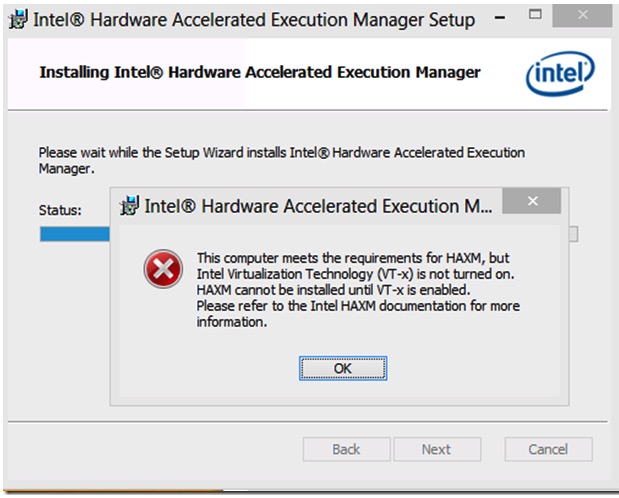 Intel® Hardware Accelerated Execution Manager Setup
Installing Intel® Hardware Accelerated Execution Manager
intel
Please wait while the Setup Wizard installs Intel® Hardware Accelerated Execution
Manager.
Status:
Intel® Hardware Accelerated Execution M...
This computer meets the requirements for HAXM, but
Intel Virtualization Technology (VT-x) is not turned on.
HAXM cannot be installed until VT-x is enabled.
Please refer to the Intel HAXM documentation for more
information.
OK
Back Next Cancel